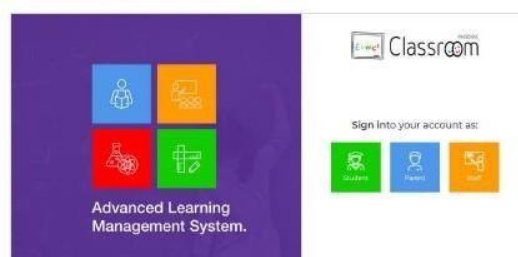 Advanced Learning
Management System.
Classroom
Sign into your account as:
Student
Parent
Staff